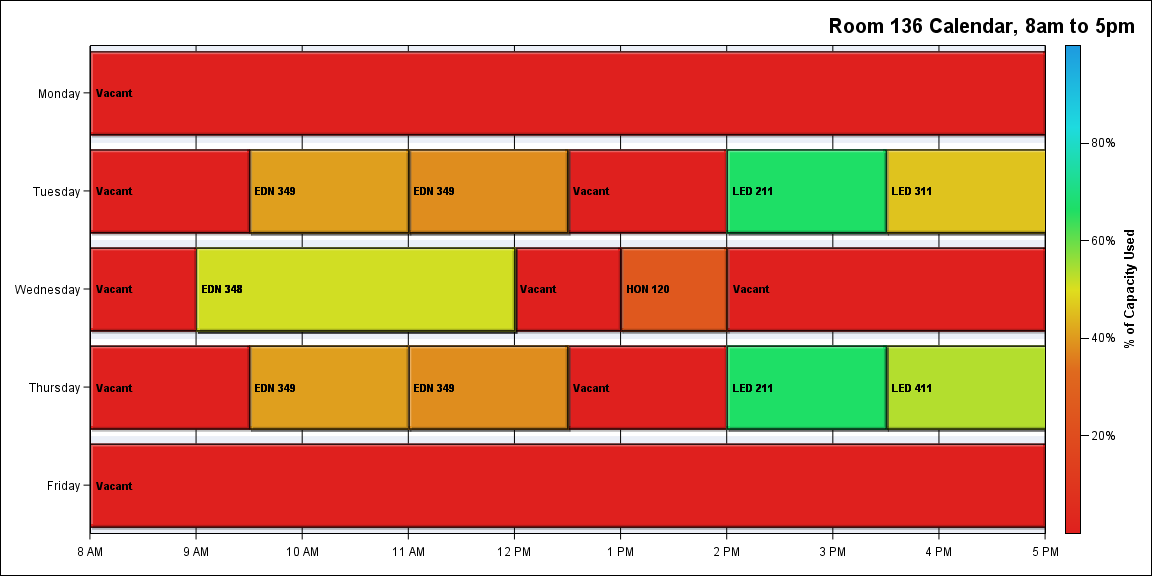 Room 136 Calendar, 8am to 5pm
Monday
Vacant
Tuesday
Vacant
EDN 349
EDN 349
Vacant
LED 211
LED 311
Wednesday
Vacant
EDN 348
Vacant
HON 120
Vacant
Thursday
Vacant
EDN 349
EDN 349
Vacant
LED 211
LED 411
Friday
Vacant
8 AM
9 AM
10 AM
11 AM
12 PM
1 PM
2 PM
3 PM
4 PM
5 PM
80%
60%
40%
20%
% of Capacity Used